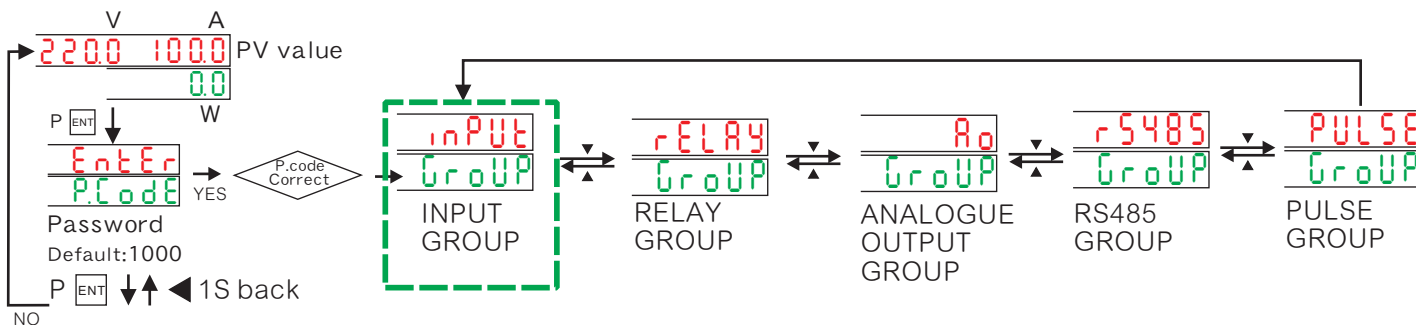 V A
220.0 100.0 PV value
0.0
W
P ENT
EntEr
P.CodE
YES
P.code
Correct
Password
Default:1000
P ENT 1S back
NO
inPUt
GroUP
INPUT
GROUP
rELAY
GroUP
RELAY
GROUP
Ao
GroUP
ANALOGUE
OUTPUT
GROUP
rS485
GroUP
RS485
GROUP
PULSE
GroUP
PULSE
GROUP